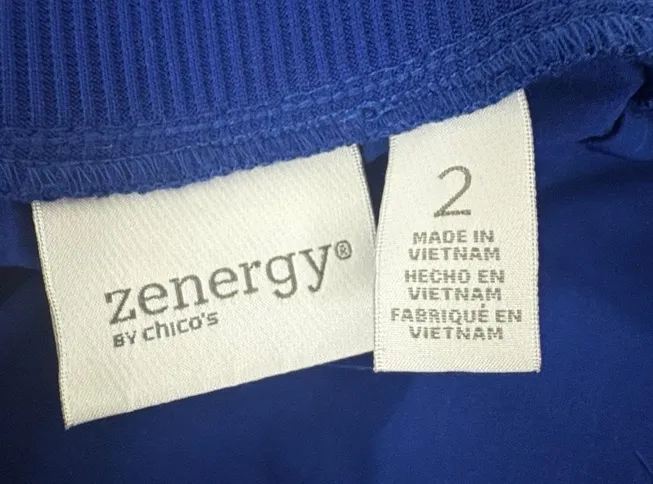 zenergy®
BY chico's
2
MADE IN
VIETNAM
HECHO EN
VIETNAM
FABRIQUÉ EN
VIETNAM